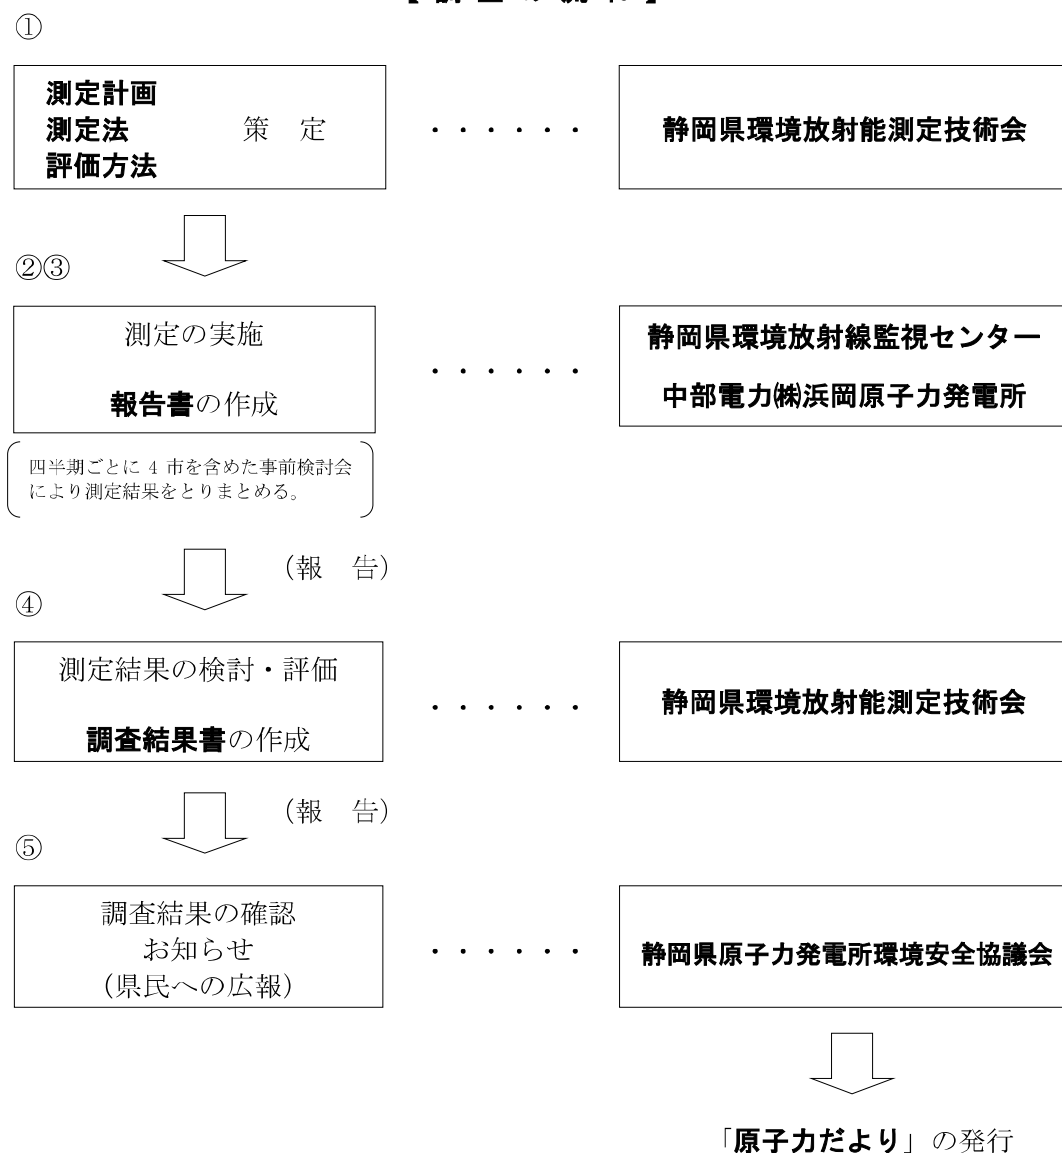 ①
測定計画
測定法　策　定　・・・・・・　静岡県環境放射能測定技術会
評価方法
②③
測定の実施
報告書の作成
・・・・・・
静岡県環境放射線監視センター
中部電力㈱浜岡原子力発電所
四半期ごとに 4 市を含めた事前検討会
により測定結果をとりまとめる。
（報　告）
④
測定結果の検討・評価
調査結果書の作成
・・・・・・
静岡県環境放射能測定技術会
（報　告）
⑤
調査結果の確認
お知らせ
（県民への広報）
・・・・・・
静岡県原子力発電所環境安全協議会
「原子力だより」の発行